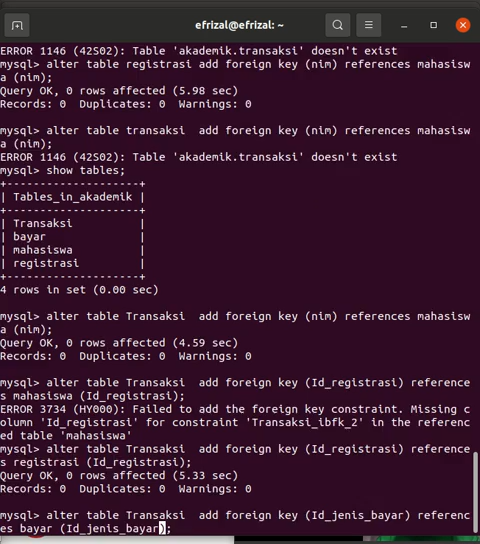 efrizal@efrizal: ~
ERROR 1146 (42S02): Table 'akademik.transaksi' doesn't exist
mysql> alter table registrasi add foreign key (nim) references mahasisw
a (nim);
Query OK, 0 rows affected (5.98 sec)
Records: 0  Duplicates: 0  Warnings: 0

mysql> alter table transaksi  add foreign key (nim) references mahasisw
a (nim);
ERROR 1146 (42S02): Table 'akademik.transaksi' doesn't exist
mysql> show tables;
+--------------------+
| Tables_in_akademik |
+--------------------+
| Transaksi          |
| bayar              |
| mahasiswa          |
| registrasi         |
+--------------------+
4 rows in set (0.00 sec)

mysql> alter table Transaksi  add foreign key (nim) references mahasisw
a (nim);
Query OK, 0 rows affected (4.59 sec)
Records: 0  Duplicates: 0  Warnings: 0

mysql> alter table Transaksi  add foreign key (Id_registrasi) reference
s mahasiswa (Id_registrasi);
ERROR 3734 (HY000): Failed to add the foreign key constraint. Missing c
olumn 'Id_registrasi' for constraint 'Transaksi_ibfk_2' in the referenc
ed table 'mahasiswa'
mysql> alter table Transaksi  add foreign key (Id_registrasi) reference
s registrasi (Id_registrasi);
Query OK, 0 rows affected (5.33 sec)
Records: 0  Duplicates: 0  Warnings: 0

mysql> alter table Transaksi  add foreign key (Id_jenis_bayar) referenc
es bayar (Id_jenis_bayar);